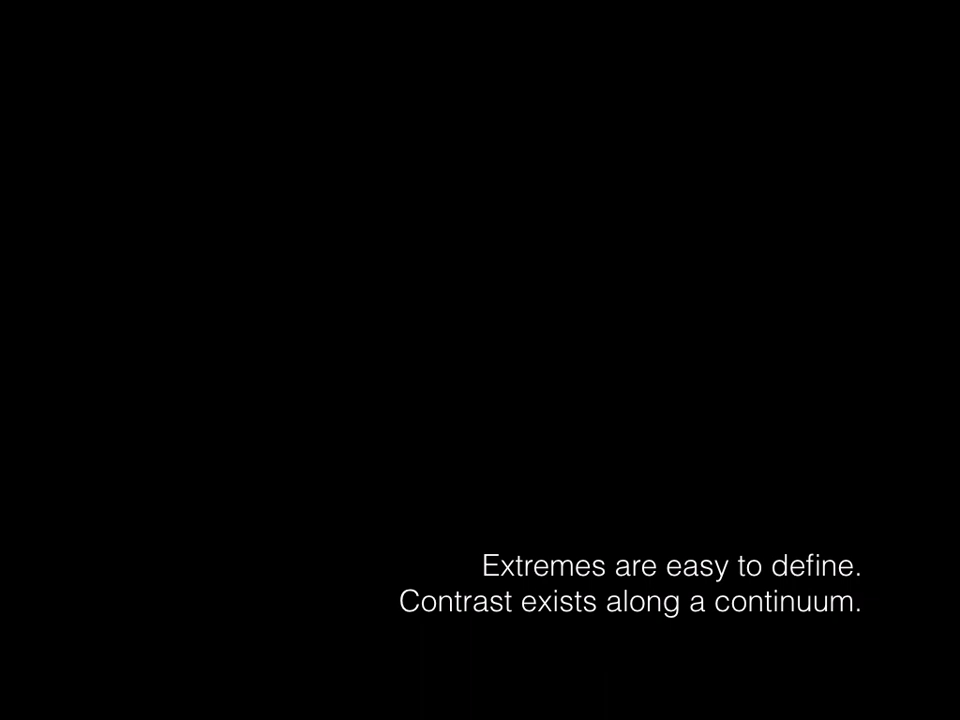 Extremes are easy to define.
Contrast exists along a continuum.